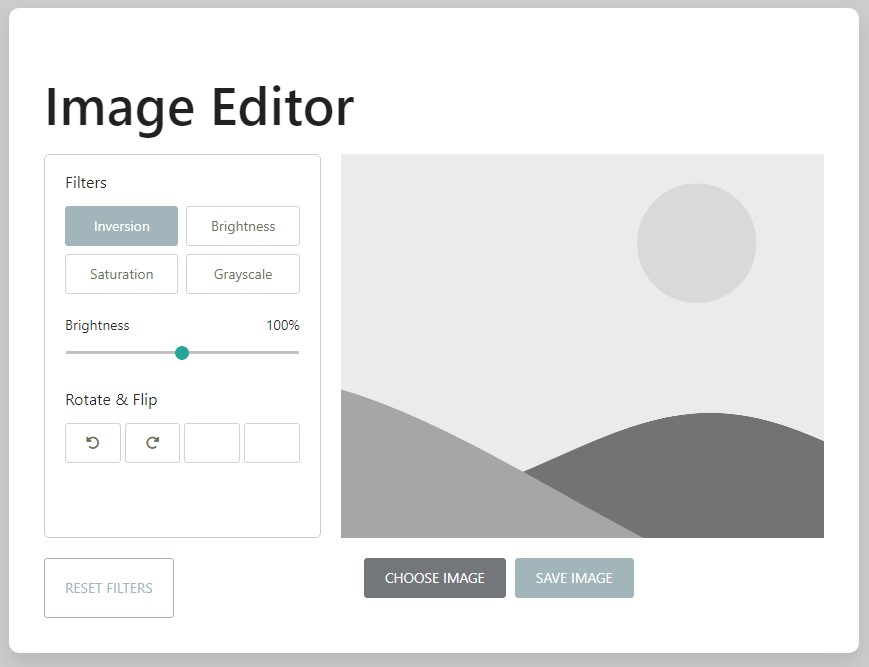 Image Editor
Filters
Inversion
Brightness
Saturation
Grayscale
Brightness
100%
Rotate & Flip
RESET FILTERS
CHOOSE IMAGE
SAVE IMAGE